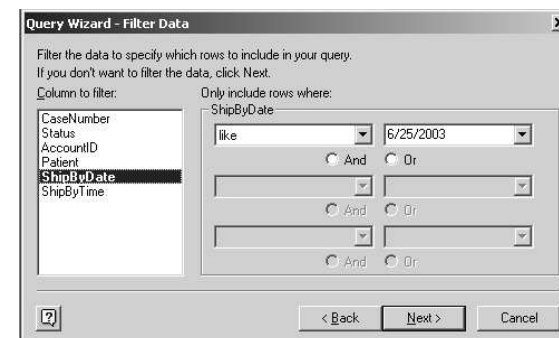 Query Wizard - Filter Data
Filter the data to specify which rows to include in your query.
If you don't want to filter the data, click Next.
Column to filter:
Only include rows where:
CaseNumber
Status
AccountID
Patient
ShipByDate
ShipByTime
ShipByDate
like
6/25/2003
And
Or
And
Or
And
Or
< Back
Next >
Cancel